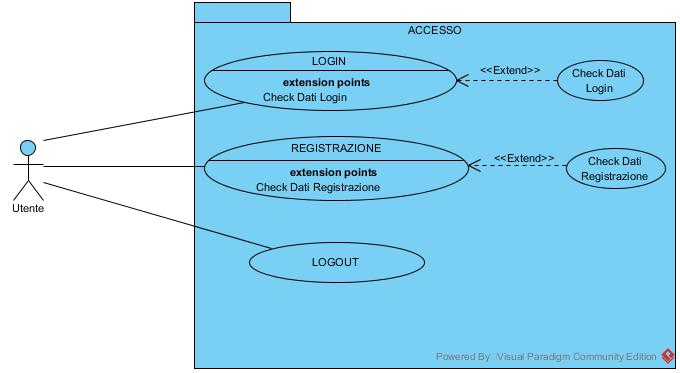 ACCESSO
LOGIN
extension points
Check Dati Login
<<Extend>>
Check Dati
Login
REGISTRAZIONE
extension points
Check Dati Registrazione
<<Extend>>
Check Dati
Registrazione
Utente
LOGOUT
Powered By Visual Paradigm Community Edition